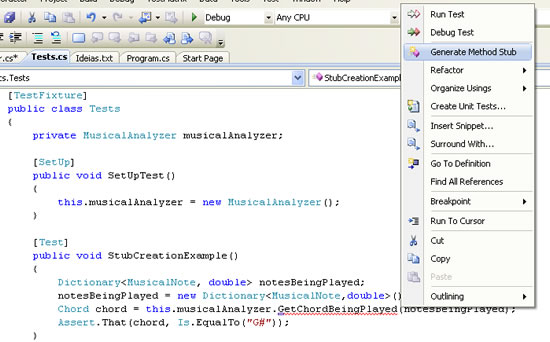 Debug
Any CPU
r.cs* Tests.cs Ideias.txt Program.cs Start Page
cs.Tests
StubCreationExample
[TestFixture]
public class Tests
{
private MusicalAnalyzer musicalAnalyzer;
[SetUp]
public void SetUpTest()
{
this.musicalAnalyzer = new MusicalAnalyzer();
}
[Test]
public void StubCreationExample()
{
Dictionary<MusicalNote, double> notesBeingPlayed;
notesBeingPlayed = new Dictionary<MusicalNote,double>()
Chord chord = this.musicalAnalyzer.GetChordBeingPlayed(notesBeingPlayed);
Assert.That(chord, Is.EqualTo("G#"));
}
Run Test
Debug Test
Generate Method Stub
Refactor
Organize Usings
Create Unit Tests...
Insert Snippet...
Surround With...
Go To Definition
Find All References
Breakpoint
Run To Cursor
Cut
Copy
Paste
Outlining